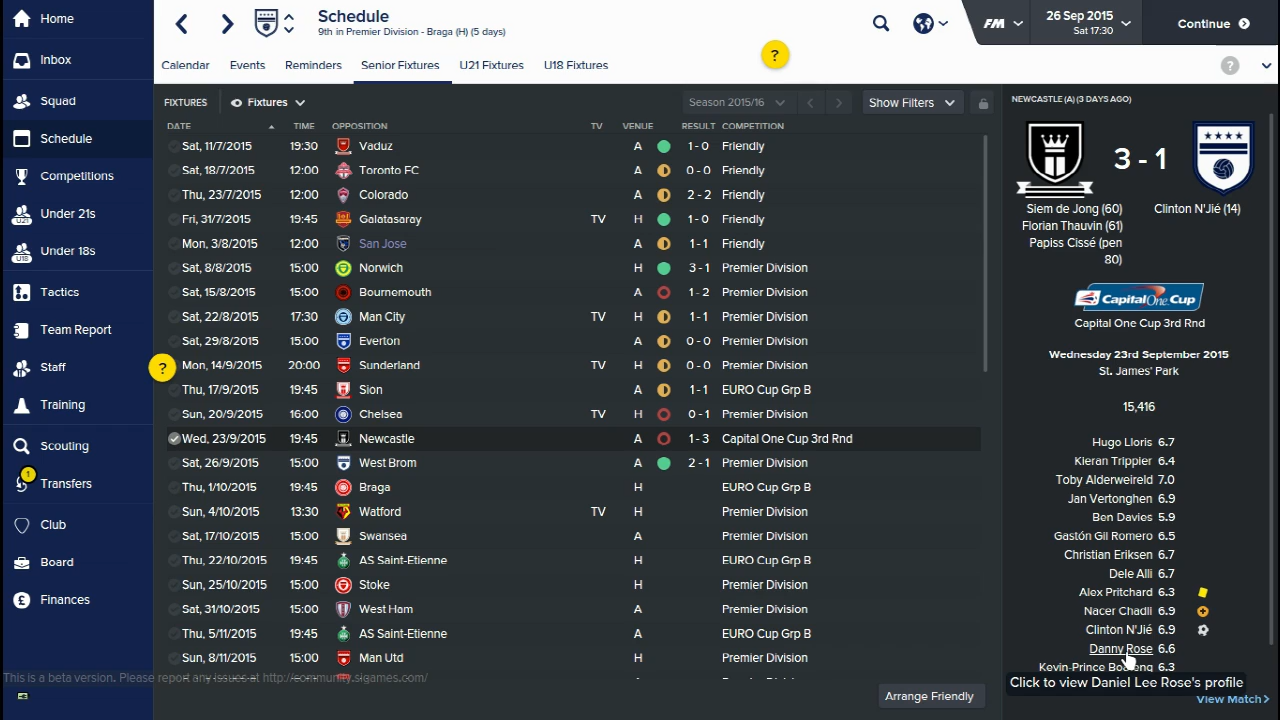 Home
Inbox
Squad
Schedule
Competitions
Under 21s
U21
Under 18s
U18
Tactics
Team Report
Staff
Training
Scouting
1
Transfers
Club
Board
Finances
Schedule
9th in Premier Division - Braga (H) (5 days)
FM
26 Sep 2015
Sat 17:30
Continue
Calendar Events Reminders Senior Fixtures U21 Fixtures U18 Fixtures
?
?
?
FIXTURES Fixtures Season 2015/16 Show Filters
DATE TIME OPPOSITION TV VENUE RESULT COMPETITION
Sat, 11/7/2015 19:30 Vaduz A 1 - 0 Friendly
Sat, 18/7/2015 12:00 Toronto FC A 0 - 0 Friendly
Thu, 23/7/2015 12:00 Colorado A 2 - 2 Friendly
Fri, 31/7/2015 19:45 Galatasaray TV H 1 - 0 Friendly
Mon, 3/8/2015 12:00 San Jose A 1 - 1 Friendly
Sat, 8/8/2015 15:00 Norwich H 3 - 1 Premier Division
Sat, 15/8/2015 15:00 Bournemouth A 1 - 2 Premier Division
Sat, 22/8/2015 17:30 Man City TV H 1 - 1 Premier Division
Sat, 29/8/2015 15:00 Everton A 0 - 0 Premier Division
Mon, 14/9/2015 20:00 Sunderland TV H 0 - 0 Premier Division
Thu, 17/9/2015 19:45 Sion A 1 - 1 EURO Cup Grp B
Sun, 20/9/2015 16:00 Chelsea TV H 0 - 1 Premier Division
Wed, 23/9/2015 19:45 Newcastle A 1 - 3 Capital One Cup 3rd Rnd
Sat, 26/9/2015 15:00 West Brom A 2 - 1 Premier Division
Thu, 1/10/2015 19:45 Braga H EURO Cup Grp B
Sun, 4/10/2015 13:30 Watford TV H Premier Division
Sat, 17/10/2015 15:00 Swansea A Premier Division
Thu, 22/10/2015 19:45 AS Saint-Etienne H EURO Cup Grp B
Sun, 25/10/2015 15:00 Stoke H Premier Division
Sat, 31/10/2015 15:00 West Ham A Premier Division
Thu, 5/11/2015 19:45 AS Saint-Etienne A EURO Cup Grp B
Sun, 8/11/2015 15:00 Man Utd H Premier Division
This is a beta version. Please report any issues at http://community.sigames.com/
Arrange Friendly
NEWCASTLE (A) (3 DAYS AGO)
3 - 1
Siem de Jong (60)
Florian Thauvin (61)
Papiss Cissé (pen
80)
Clinton N'Jié (14)
Capital One Cup
Capital One Cup 3rd Rnd
Wednesday 23rd September 2015
St. James' Park
15,416
Hugo Lloris 6.7
Kieran Trippier 6.4
Toby Alderweireld 7.0
Jan Vertonghen 6.9
Ben Davies 5.9
Gastón Gil Romero 6.5
Christian Eriksen 6.7
Dele Alli 6.7
Alex Pritchard 6.3
Nacer Chadli 6.9
Clinton N'Jié 6.9
Danny Rose 6.6
Kevin-Prince Boateng 6.3
Click to view Daniel Lee Rose's profile
View Match >